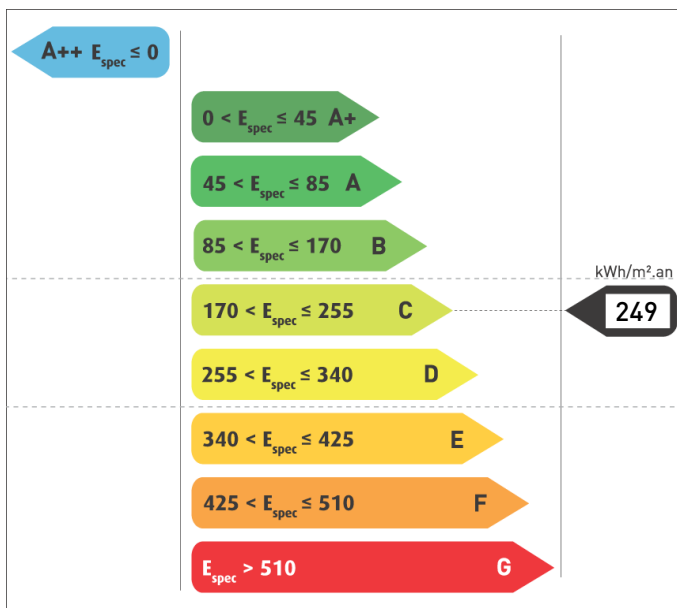 A++ Espec ≤ 0
0 < Espec ≤ 45 A+
45 < Espec ≤ 85 A
85 < Espec ≤ 170 B
kWh/m².an
170 < Espec ≤ 255 C
249
255 < Espec ≤ 340 D
340 < Espec ≤ 425 E
425 < Espec ≤ 510 F
Espec > 510 G